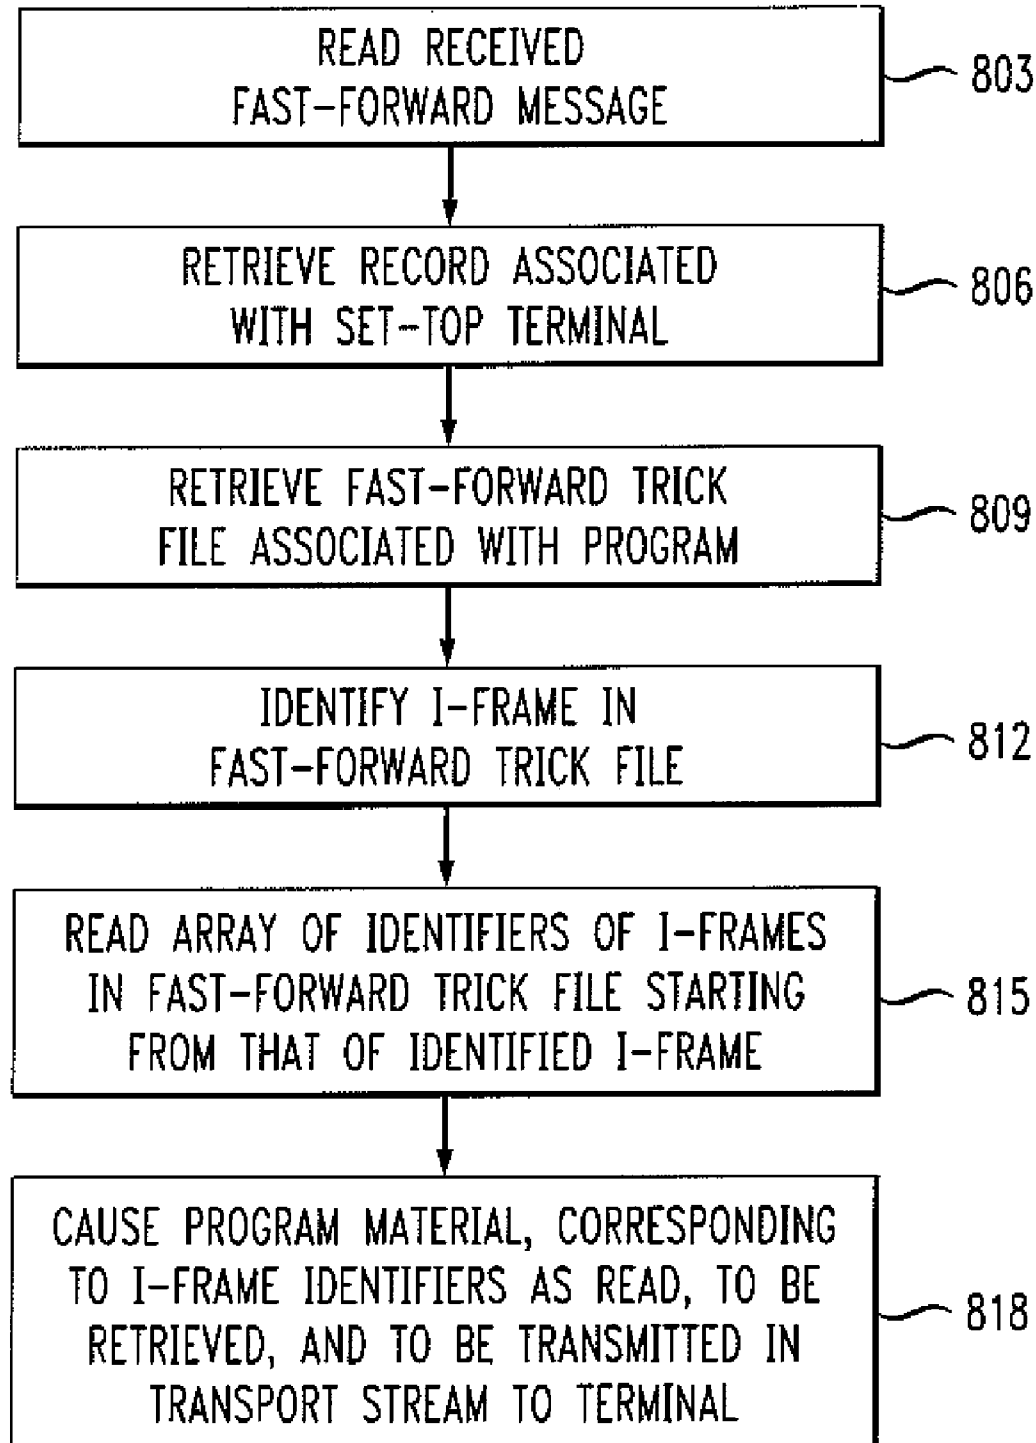 READ RECEIVED
FAST-FORWARD MESSAGE
803
RETRIEVE RECORD ASSOCIATED
WITH SET-TOP TERMINAL
806
RETRIEVE FAST-FORWARD TRICK
FILE ASSOCIATED WITH PROGRAM
809
IDENTIFY I-FRAME IN
FAST-FORWARD TRICK FILE
812
READ ARRAY OF IDENTIFIERS OF I-FRAMES
IN FAST-FORWARD TRICK FILE STARTING
FROM THAT OF IDENTIFIED I-FRAME
815
CAUSE PROGRAM MATERIAL, CORRESPONDING
TO I-FRAME IDENTIFIERS AS READ, TO BE
RETRIEVED, AND TO BE TRANSMITTED IN
TRANSPORT STREAM TO TERMINAL
818